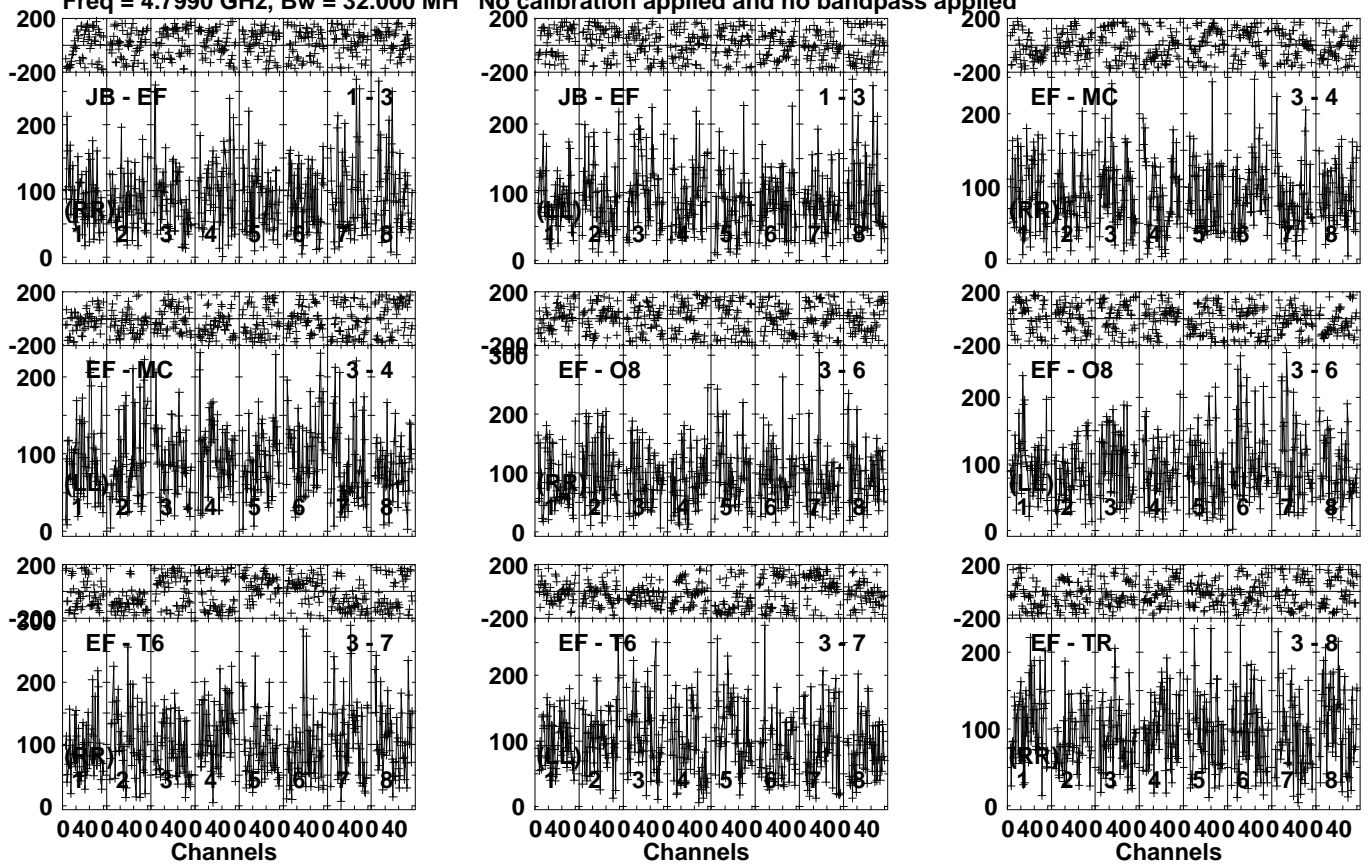 Freq = 4.7990 GHz, Bw = 32.000 MH No calibration applied and no bandpass applied
200 200 200
-200 -200 -200
JB - EF 1 - 3 JB - EF 1 - 3 EF - MC 3 - 4
200 200 200
100 100 100
(RR) (LL) (RR)
1 2 3 4 5 6 7 8 1 2 3 4 5 6 7 8 1 2 3 4 5 6 7 8
0 0 0
200 200 200
-200 -200 -200
300
EF - MC 3 - 4 EF - O8 3 - 6 EF - O8 3 - 6
200 200 200
100 100 100
(LL) (RR) (LL)
1 2 3 4 5 6 7 8 1 2 3 4 5 6 7 8 1 2 3 4 5 6 7 8
0 0 0
200 200 200
-200 -200 -200
300
EF - T6 3 - 7 EF - T6 3 - 7 EF - TR 3 - 8
200 200 200
100 100 100
(RR) (LL) (RR)
1 2 3 4 5 6 7 8 1 2 3 4 5 6 7 8 1 2 3 4 5 6 7 8
0 0 0
0 40 0 40 0 40 0 40 0 40 0 40 0 40 0 40 0 40 0 40 0 40 0 40 0 40 0 40 0 40 0 40 0 40 0 40 0 40 0 40 0 40 0 40 0 40 0 40
Channels Channels Channels